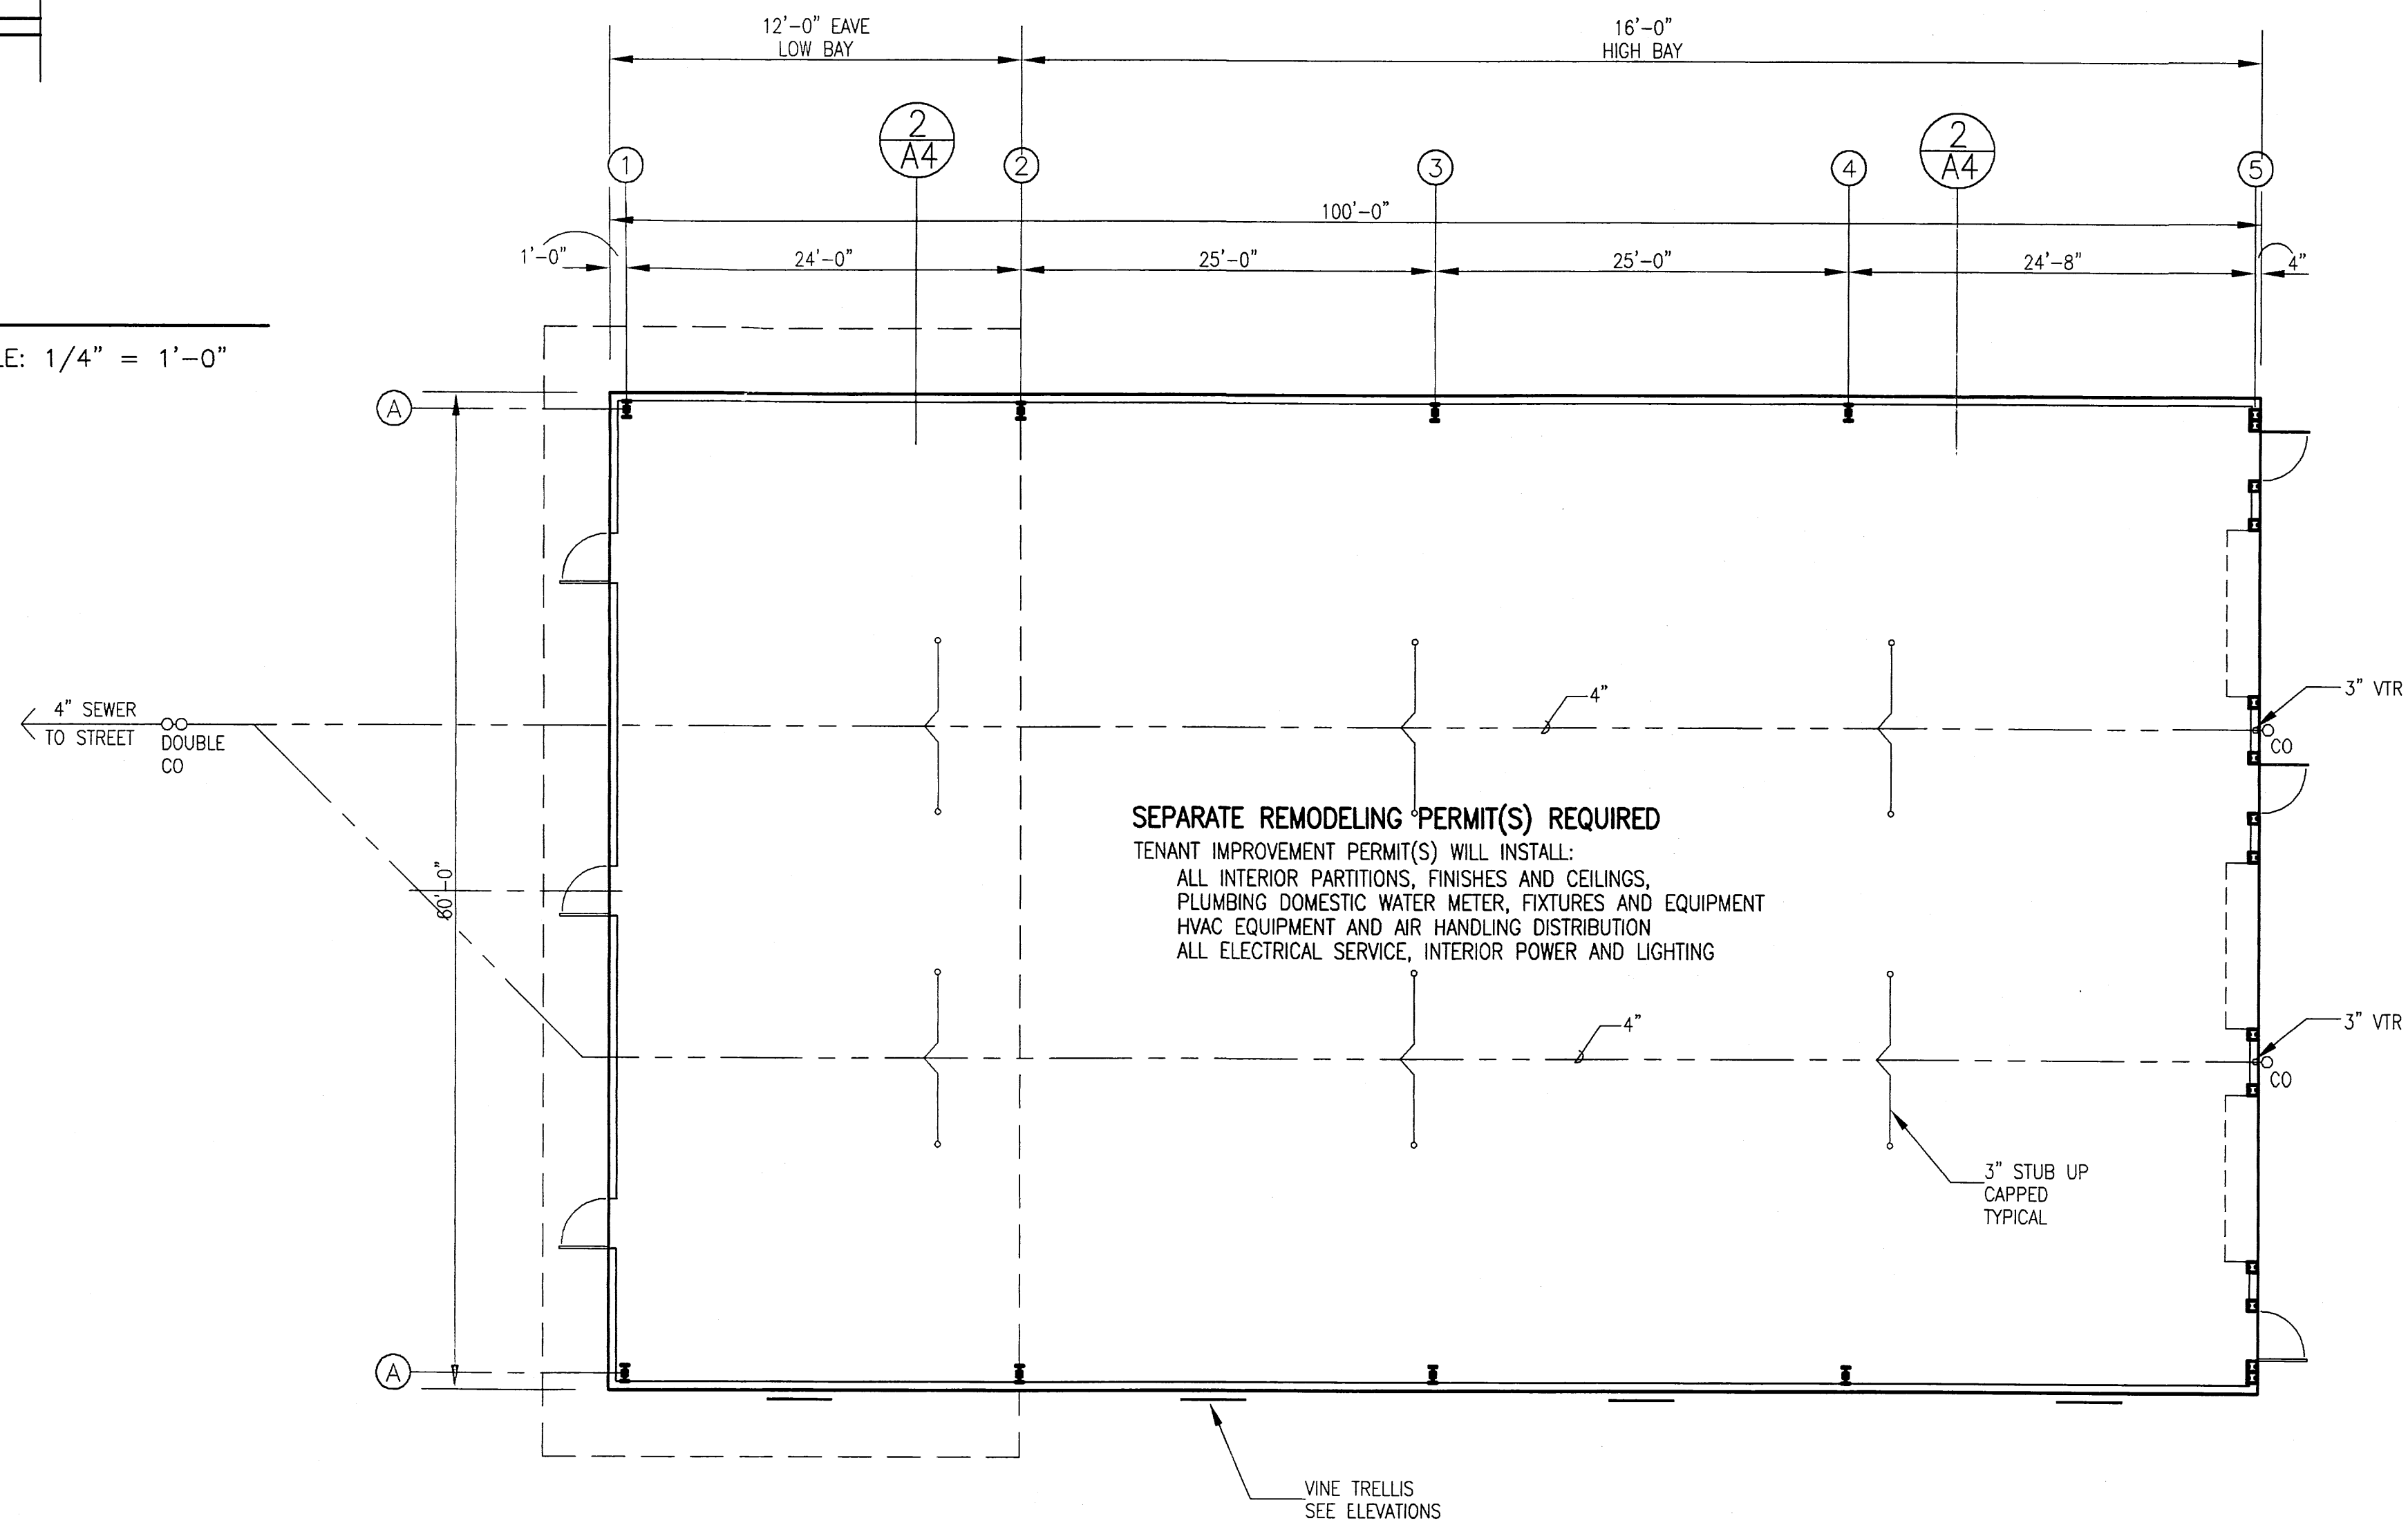 12'-0" EAVE
LOW BAY
16'-0"
HIGH BAY
2
A4
2
A4
1
2
3
4
5
100'-0"
1'-0"
24'-0"
25'-0"
25'-0"
24'-8"
4"
LE: 1/4" = 1'-0"
A
4" SEWER
TO STREET
DOUBLE
CO
4"
3" VTR
CO
SEPARATE REMODELING PERMIT(S) REQUIRED
TENANT IMPROVEMENT PERMIT(S) WILL INSTALL:
ALL INTERIOR PARTITIONS, FINISHES AND CEILINGS,
PLUMBING DOMESTIC WATER METER, FIXTURES AND EQUIPMENT
HVAC EQUIPMENT AND AIR HANDLING DISTRIBUTION
ALL ELECTRICAL SERVICE, INTERIOR POWER AND LIGHTING
60'-0"
4"
3" VTR
CO
3" STUB UP
CAPPED
TYPICAL
A
VINE TRELLIS
SEE ELEVATIONS